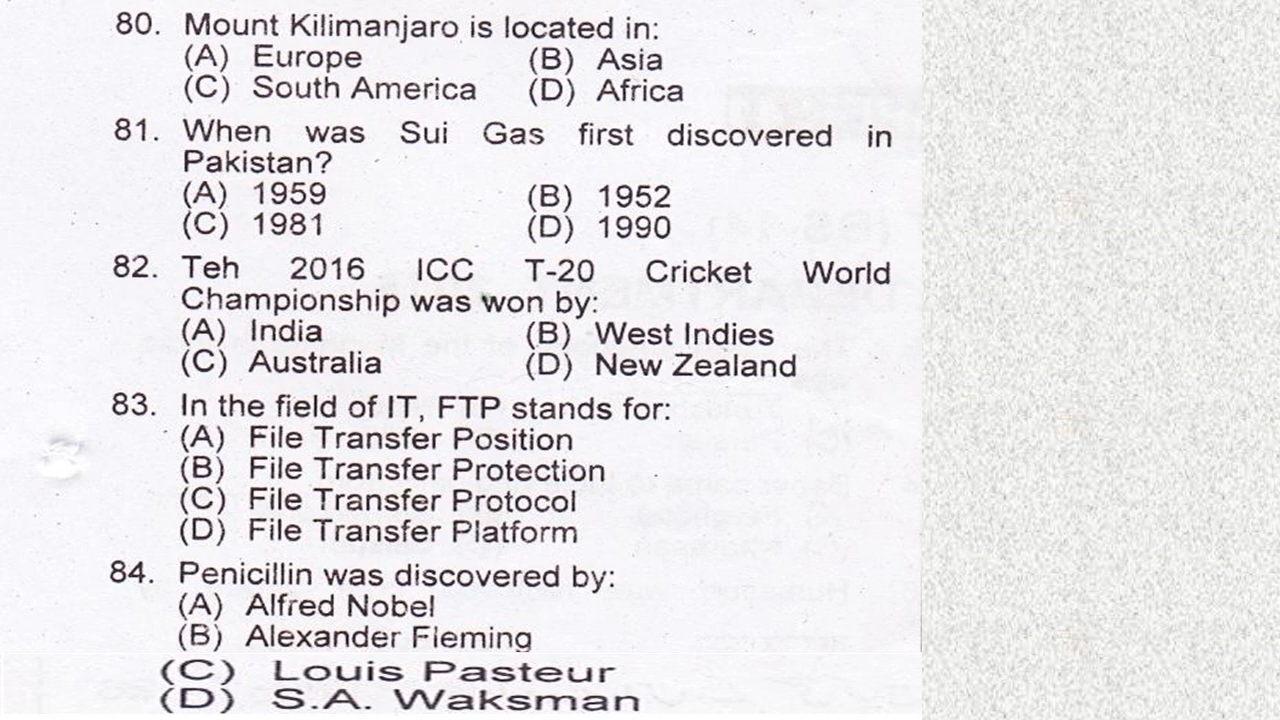 80. Mount Kilimanjaro is located in:
(A) Europe (B) Asia
(C) South America (D) Africa
81. When was Sui Gas first discovered in
Pakistan?
(A) 1959 (B) 1952
(C) 1981 (D) 1990
82. Teh 2016 ICC T-20 Cricket World
Championship was won by:
(A) India (B) West Indies
(C) Australia (D) New Zealand
83. In the field of IT, FTP stands for:
(A) File Transfer Position
(B) File Transfer Protection
(C) File Transfer Protocol
(D) File Transfer Platform
84. Penicillin was discovered by:
(A) Alfred Nobel
(B) Alexander Fleming
(C) Louis Pasteur
(D) S.A. Waksman